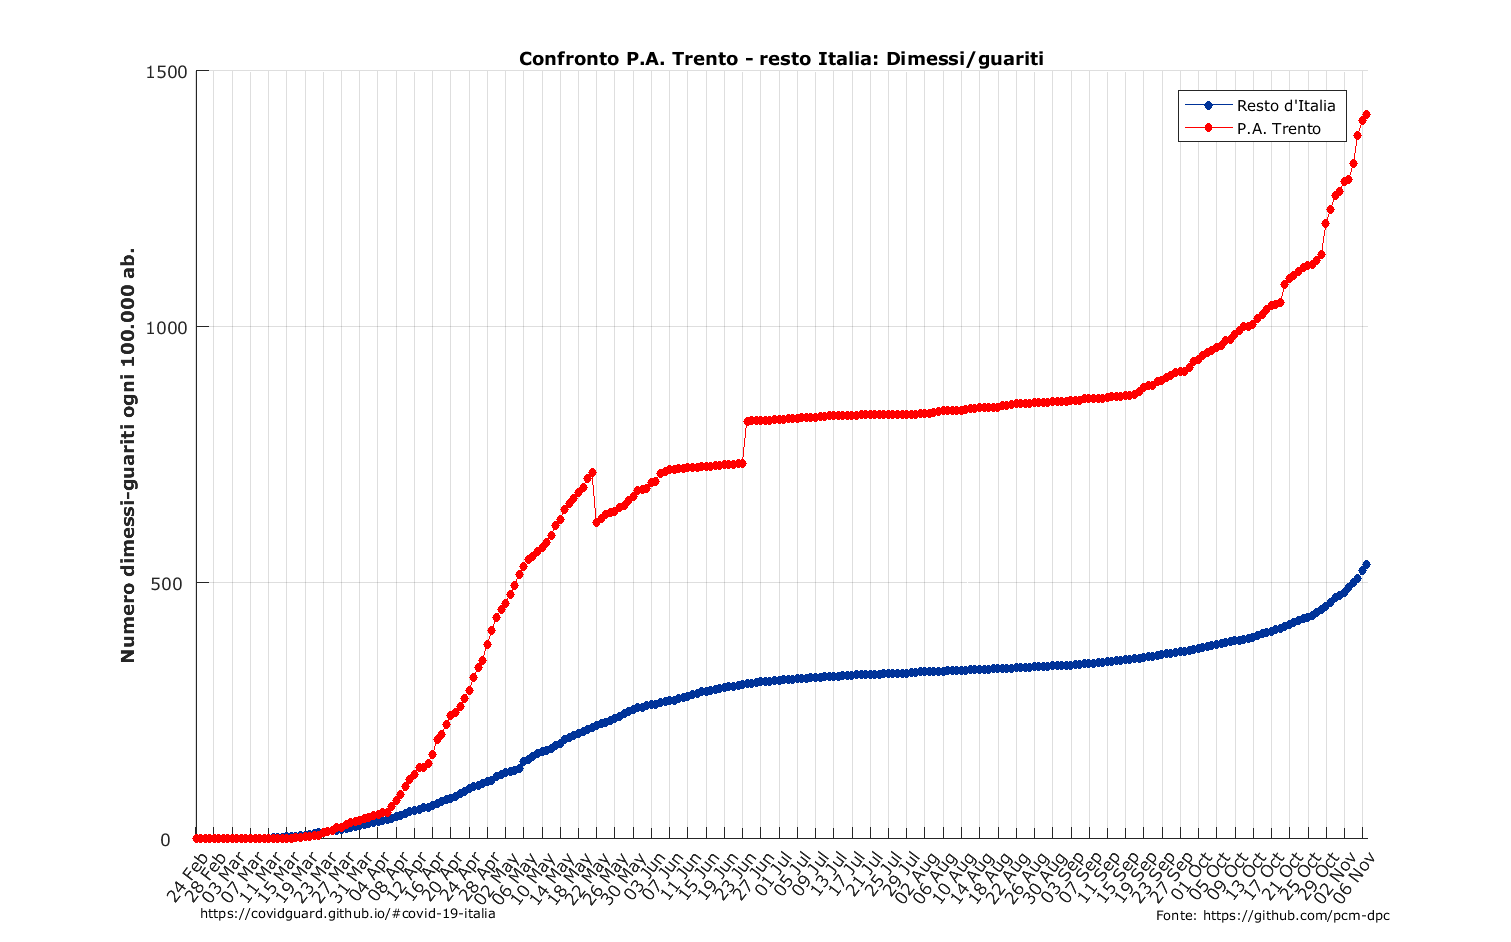 Confronto P.A. Trento - resto Italia: Dimessi/guariti
Resto d'Italia
P.A. Trento
Numero dimessi-guariti ogni 100.000 ab.
1500
1000
500
0
24 Feb
28 Feb
03 Mar
07 Mar
11 Mar
15 Mar
19 Mar
23 Mar
27 Mar
31 Mar
04 Apr
08 Apr
12 Apr
16 Apr
20 Apr
24 Apr
28 Apr
02 May
06 May
10 May
14 May
18 May
22 May
26 May
30 May
03 Jun
07 Jun
11 Jun
15 Jun
19 Jun
23 Jun
27 Jun
01 Jul
05 Jul
09 Jul
13 Jul
17 Jul
21 Jul
25 Jul
29 Jul
02 Aug
06 Aug
10 Aug
14 Aug
18 Aug
22 Aug
26 Aug
30 Aug
03 Sep
07 Sep
11 Sep
15 Sep
19 Sep
23 Sep
27 Sep
01 Oct
05 Oct
09 Oct
13 Oct
17 Oct
21 Oct
25 Oct
29 Oct
02 Nov
06 Nov
https://covidguard.github.io/#covid-19-italia
Fonte: https://github.com/pcm-dpc